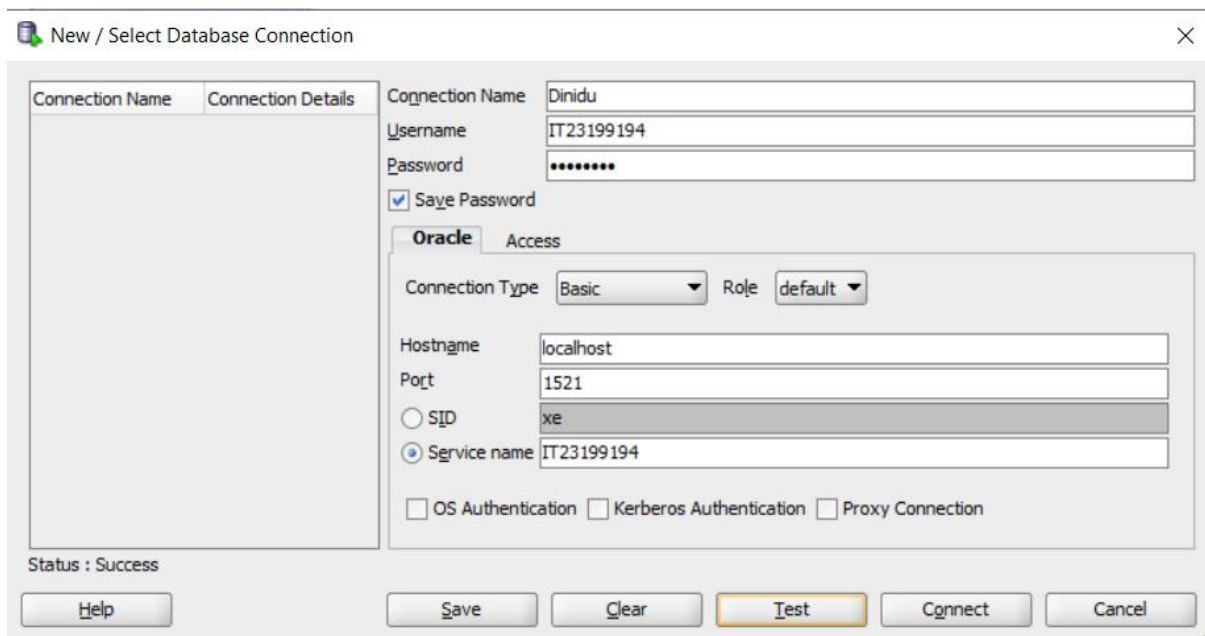 New / Select Database Connection
Connection Name Connection Details
Connection Name Dinidu
Username IT23199194
Password ••••••••
Save Password
Oracle Access
Connection Type Basic Role default
Hostname localhost
Port 1521
SID xe
Service name IT23199194
OS Authentication Kerberos Authentication Proxy Connection
Status : Success
Help Save Clear Test Connect Cancel